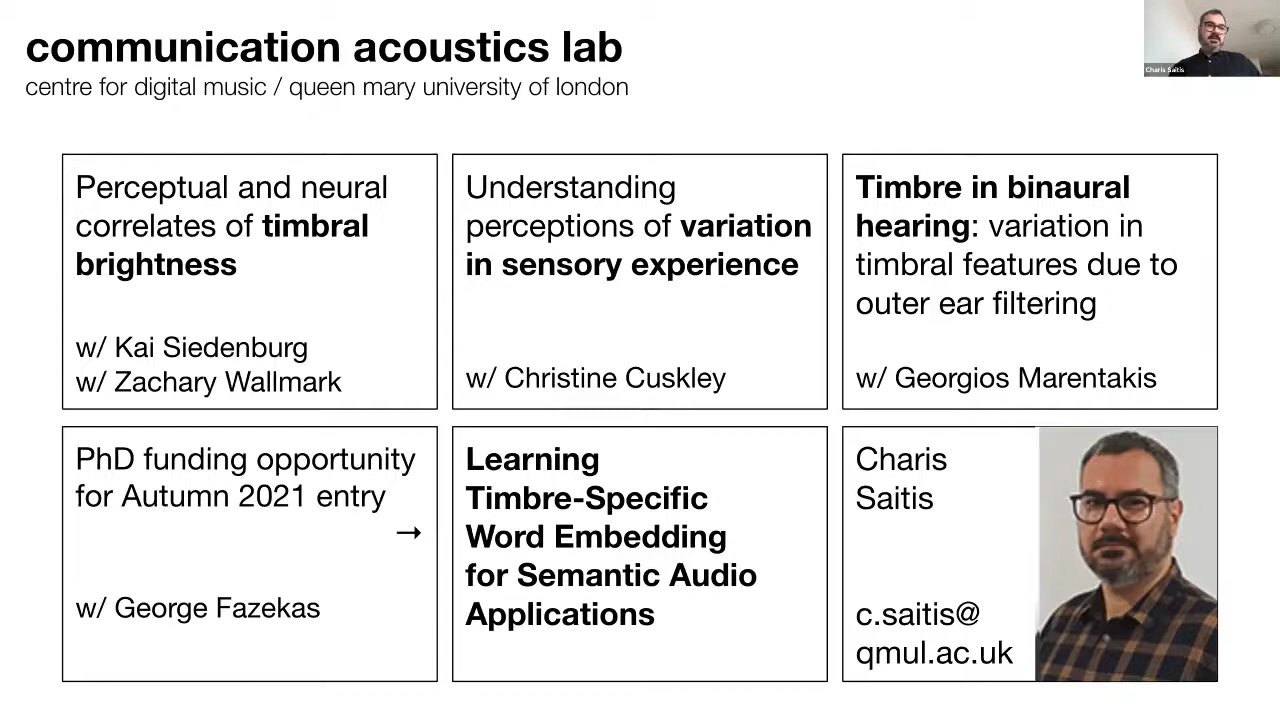 communication acoustics lab
centre for digital music / queen mary university of london
Charis Saitis
Perceptual and neural
correlates of timbral
brightness
w/ Kai Siedenburg
w/ Zachary Wallmark
Understanding
perceptions of variation
in sensory experience
w/ Christine Cuskley
Timbre in binaural
hearing: variation in
timbral features due to
outer ear filtering
w/ Georgios Marentakis
PhD funding opportunity
for Autumn 2021 entry
→
w/ George Fazekas
Learning
Timbre-Specific
Word Embedding
for Semantic Audio
Applications
Charis
Saitis
c.saitis@
qmul.ac.uk